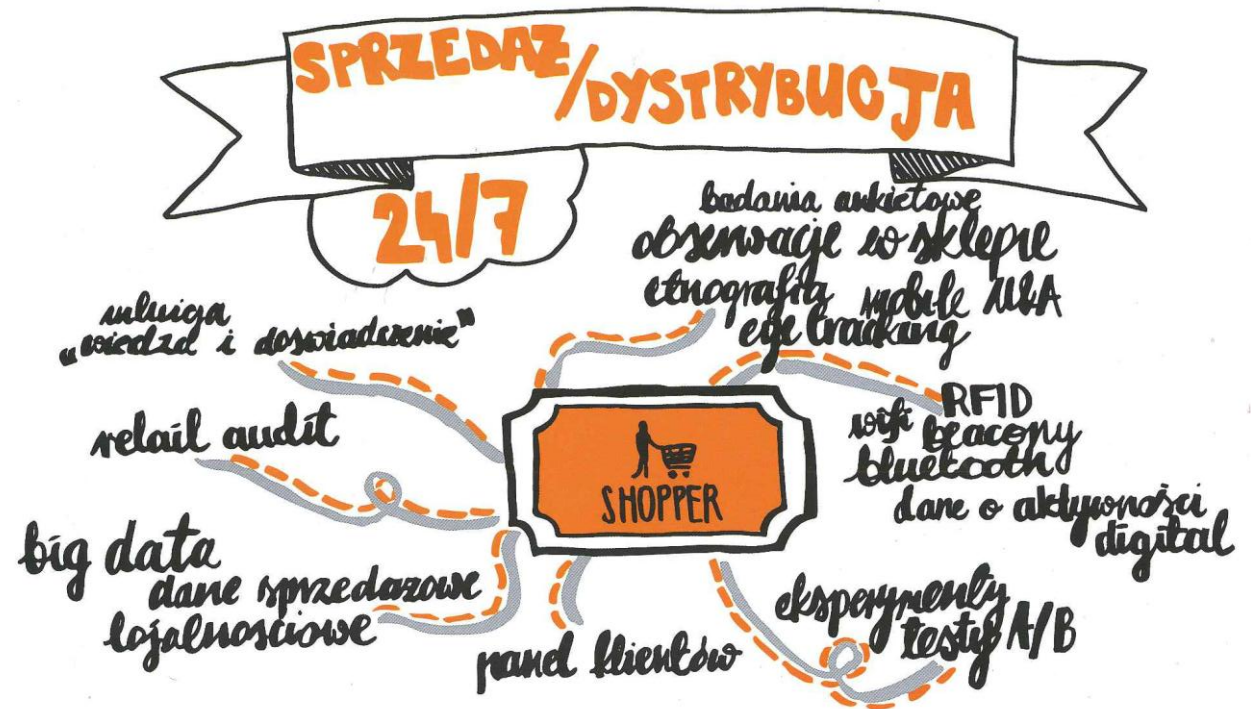 SPRZEDAŻ/DYSTRYBUCJA
24/7
badania ankietowe
obserwacje w sklepie
etnografia mobile U&A
eye tracking
intuicja
„wiedza i doświadczenie"
RFID
wifi beacony
bluetooth
dane o aktywności
digital
retail audit
SHOPPER
big data
dane sprzedażowe
lojalnościowe
panel klientów
eksperymenty
testy A/B